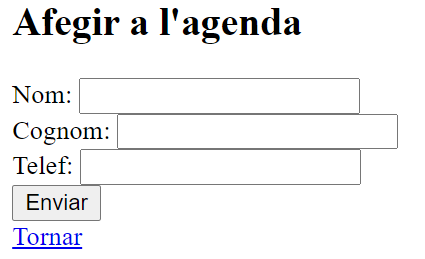 Afegir a l'agenda
Nom:
Cognom:
Telef:
Enviar
Tornar